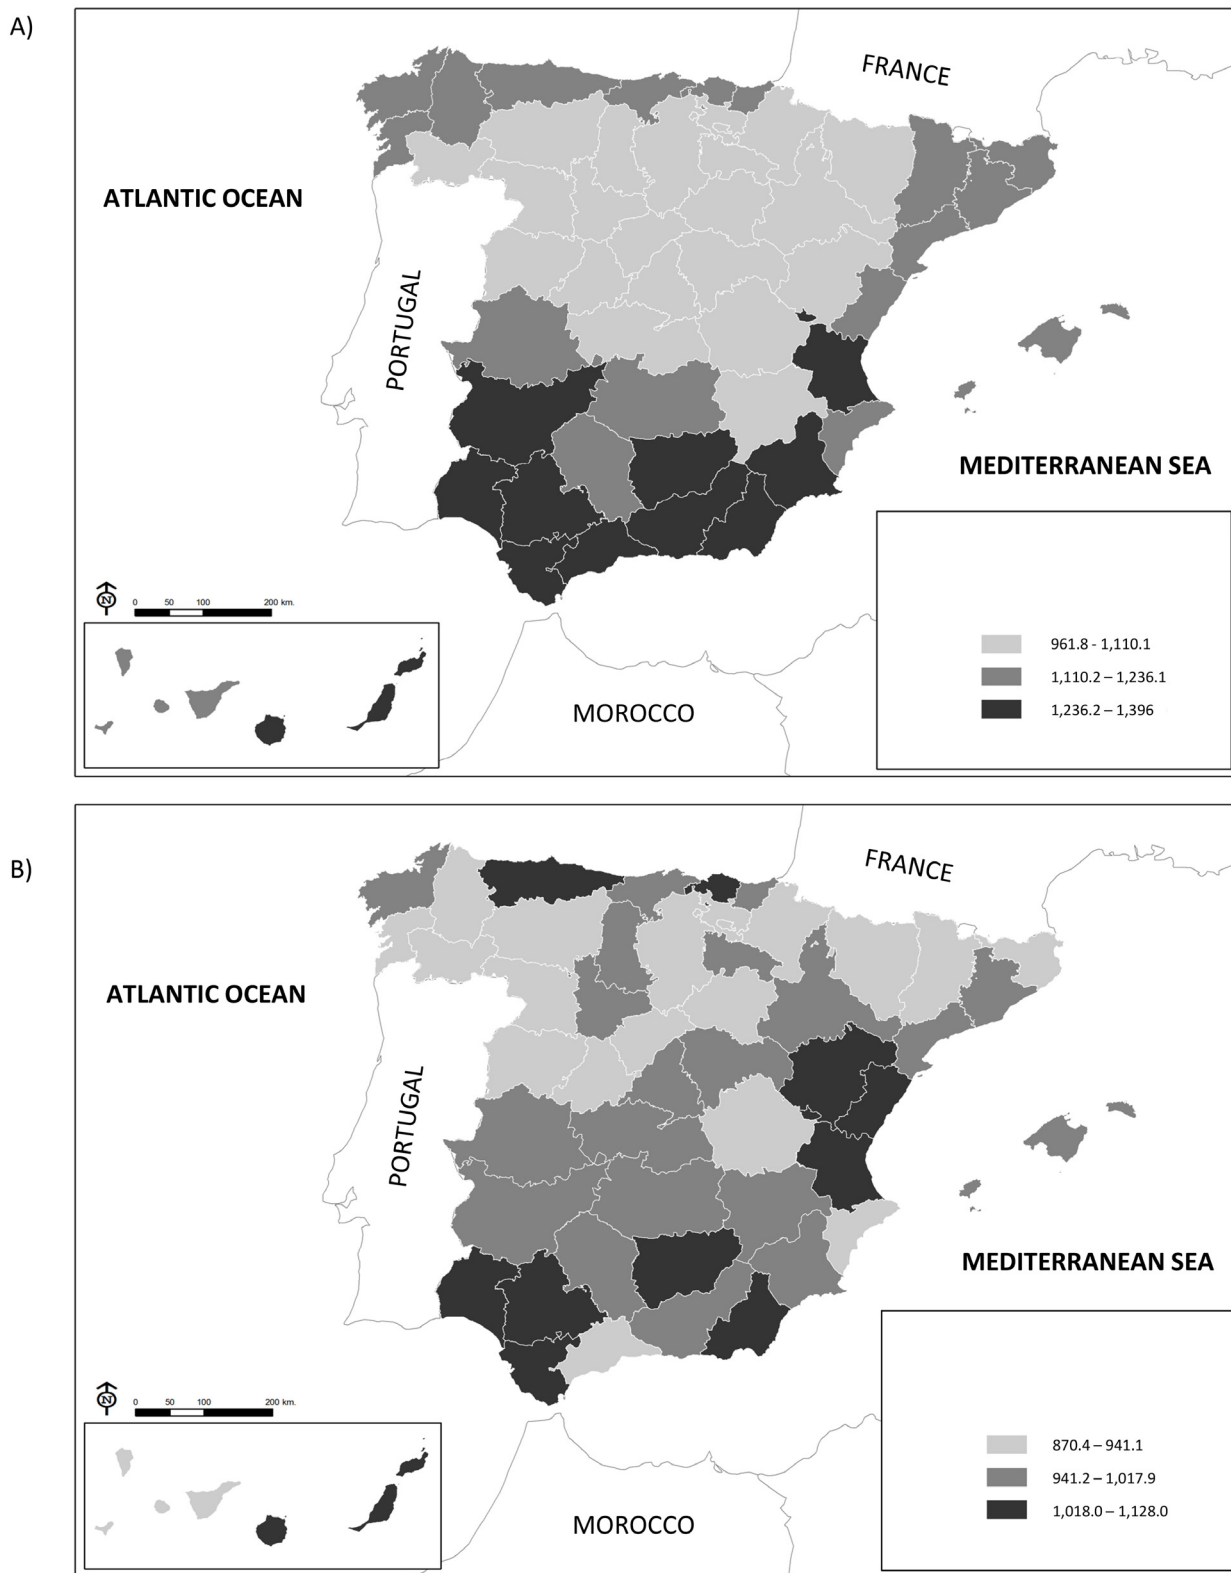 A)
FRANCE
ATLANTIC OCEAN
PORTUGAL
MEDITERRANEAN SEA
N
0 50 100 200 km.
961.8 - 1,110.1
1,110.2 – 1,236.1
1,236.2 – 1,396
MOROCCO
B)
FRANCE
ATLANTIC OCEAN
PORTUGAL
MEDITERRANEAN SEA
N
0 50 100 200 km.
870.4 – 941.1
941.2 – 1,017.9
1,018.0 – 1,128.0
MOROCCO